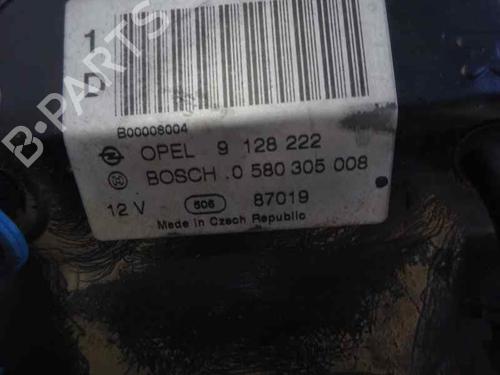 1
D
B00008004
OPEL 9 128 222
BOSCH .0 580 305 008
12 V 506 87019
Made in Czech Republic
B-PARTS